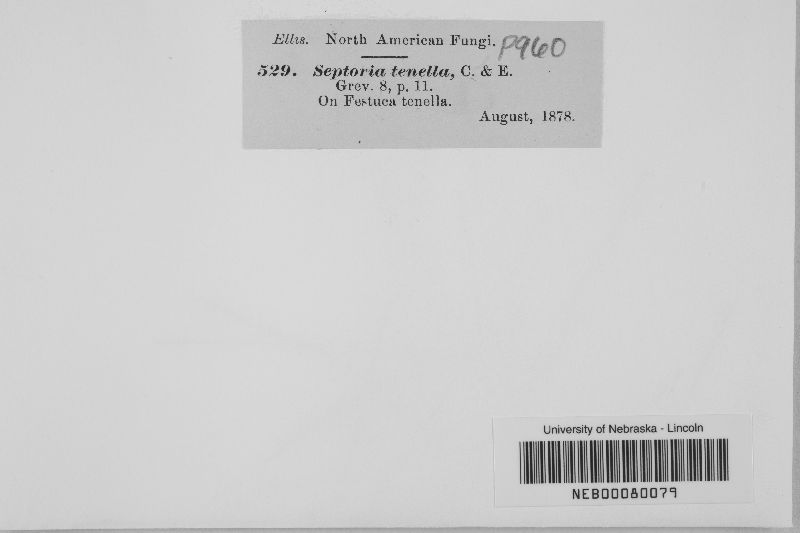 Ellis. North American Fungi. P960
529. Septoria tenella, C. & E.
Grev. 8, p. 11.
On Festuca tenella.
August, 1878.
University of Nebraska - Lincoln
NEB00080079